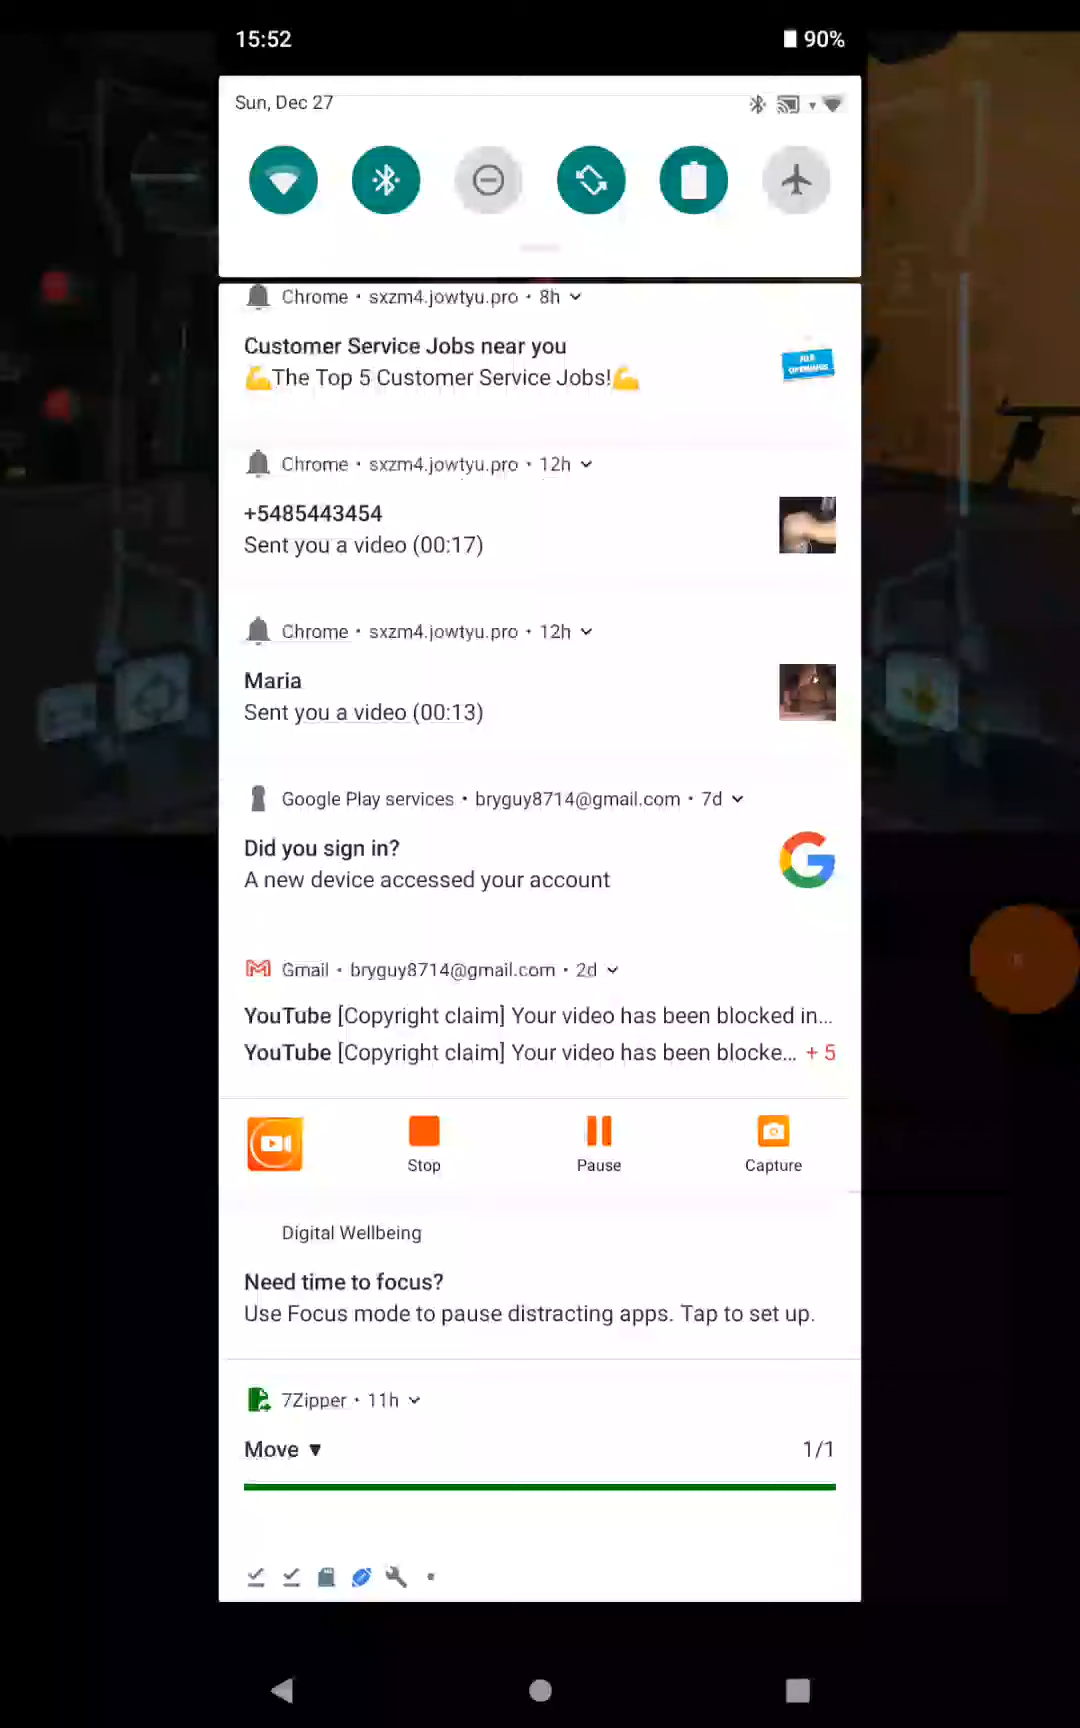 15:52
90%
Sun, Dec 27
Chrome • sxzm4.jowtyu.pro • 8h
Customer Service Jobs near you
💪The Top 5 Customer Service Jobs!💪
Chrome • sxzm4.jowtyu.pro • 12h
+5485443454
Sent you a video (00:17)
Chrome • sxzm4.jowtyu.pro • 12h
Maria
Sent you a video (00:13)
Google Play services • bryguy8714@gmail.com • 7d
Did you sign in?
A new device accessed your account
Gmail • bryguy8714@gmail.com • 2d
YouTube [Copyright claim] Your video has been blocked in...
YouTube [Copyright claim] Your video has been blocke... + 5
Stop
Pause
Capture
Digital Wellbeing
Need time to focus?
Use Focus mode to pause distracting apps. Tap to set up.
7Zipper • 11h
Move ▼
1/1